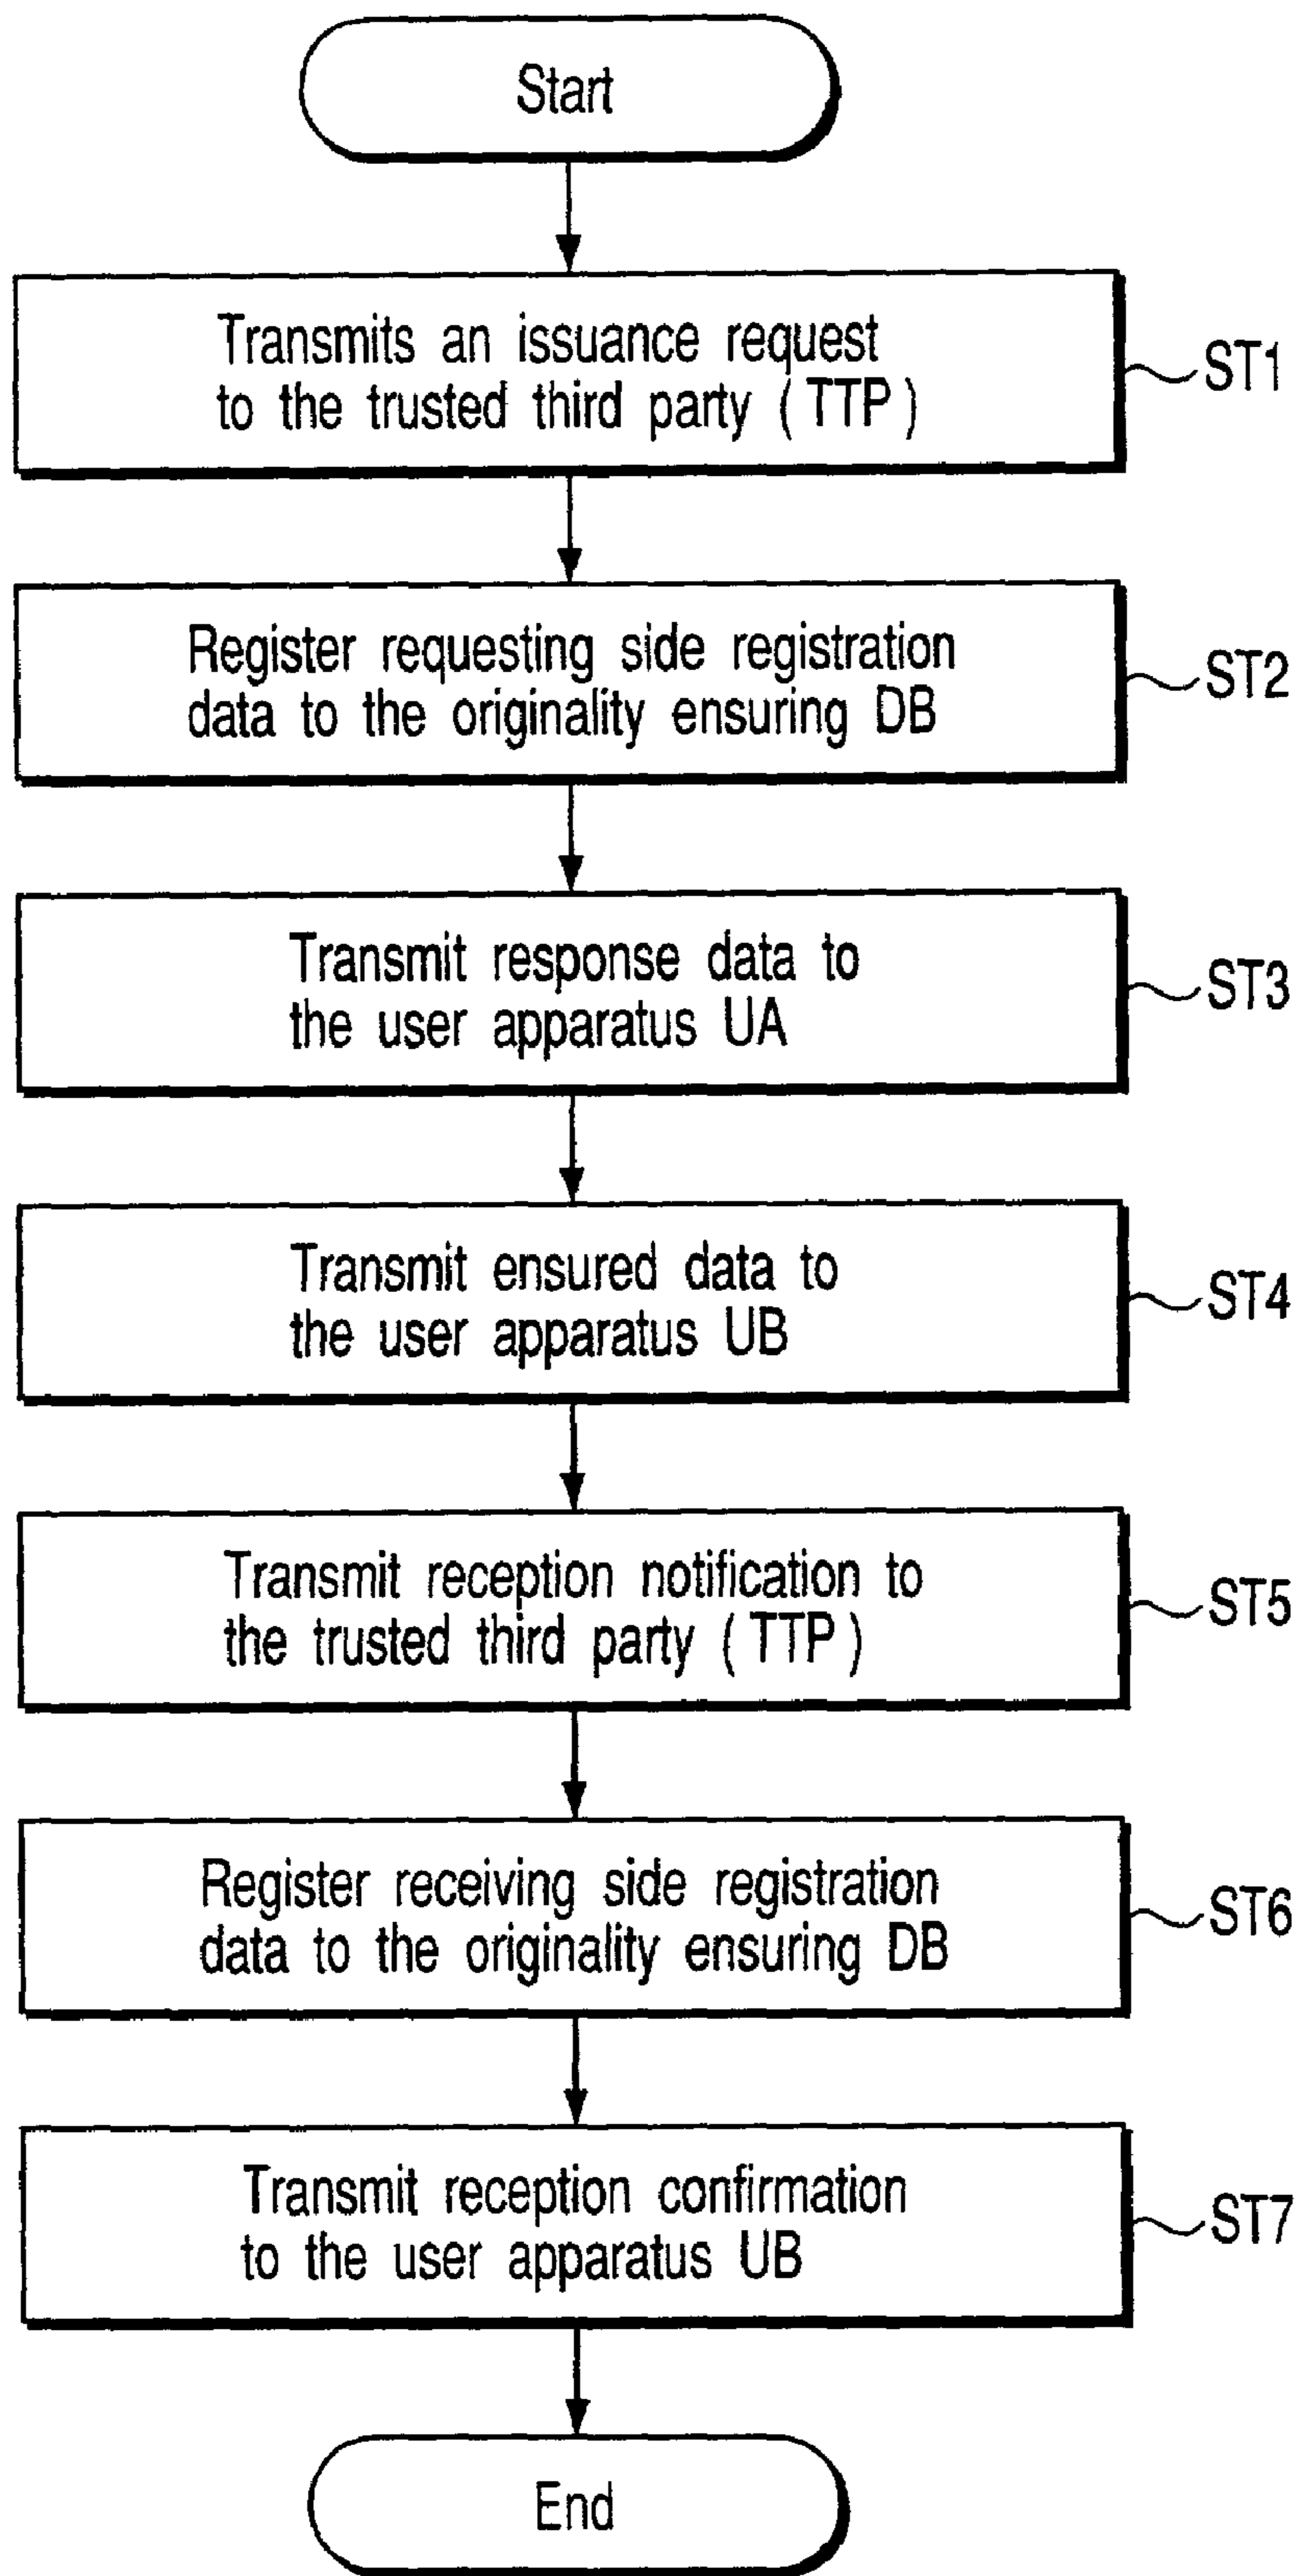 Start
Transmits an issuance request
to the trusted third party (TTP)
ST1
Register requesting side registration
data to the originality ensuring DB
ST2
Transmit response data to
the user apparatus UA
ST3
Transmit ensured data to
the user apparatus UB
ST4
Transmit reception notification to
the trusted third party (TTP)
ST5
Register receiving side registration
data to the originality ensuring DB
ST6
Transmit reception confirmation
to the user apparatus UB
ST7
End